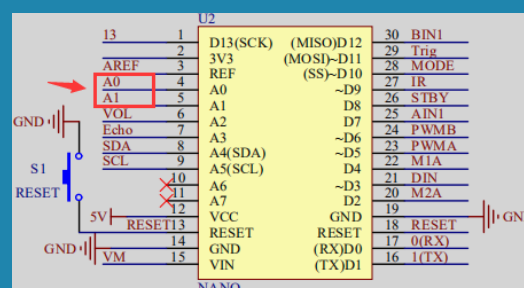 U2
13 1 D13(SCK) (MISO)D12 30 BIN1
2 3V3 (MOSI)~D11 29 Trig
AREF 3 REF (SS)~D10 28 MODE
A0 4 A0 ~D9 27 IR
A1 5 A1 D8 26 STBY
VOL 6 A2 D7 25 AIN1
Echo 7 A3 ~D6 24 PWMB
SDA 8 A4(SDA) ~D5 23 PWMA
SCL 9 A5(SCL) D4 22 M1A
10 A6 ~D3 21 DIN
11 A7 D2 20 M2A
5V 12 VCC GND 19 GN
RESET 13 RESET RESET 18 RESET
GND 14 GND (RX)D0 17 0(RX)
VM 15 VIN (TX)D1 16 1(TX)
GND
S1
RESET
NANO